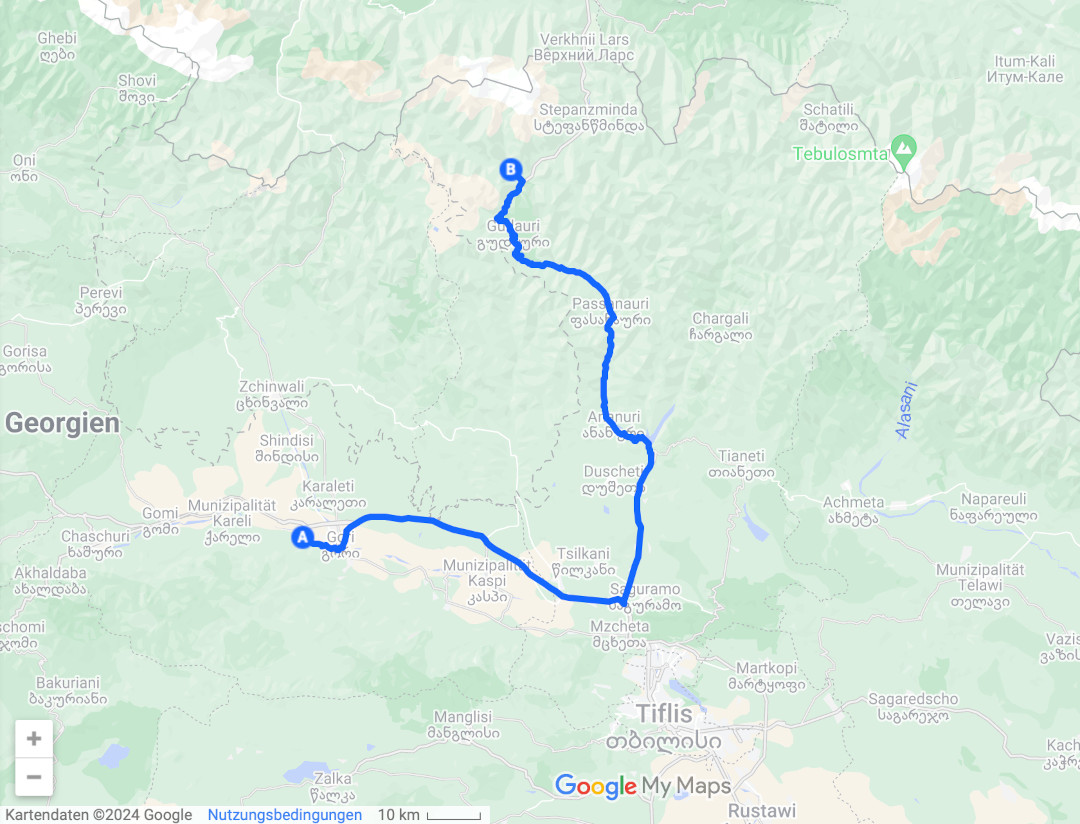 Ghebi
ღები
Verkhnii Lars
Верхний Ларс
Itum-Kali
Итум-Кале
Shovi
შოვი
Stepanzminda
სტეფანწმინდა
Schatili
შატილი
Tebulosmta
Oni
ონი
B
Gudauri
გუდაური
Perevi
პერევი
Passanauri
ფასანაური
Chargali
ჩარგალი
Gorisa
გორისა
Zchinwali
ცხინვალი
Alasani
Georgien
Ananuri
ანანური
Shindisi
შინდისი
Tianeti
თიანეთი
Duscheti
დუშეთი
Karaleti
კარალეთი
Achmeta
ახმეტა
Napareuli
ნაფარეული
Gomi
გომი
Munizipalität
Kareli
ქარელი
Chaschuri
ხაშური
A
Gori
გორი
Tsilkani
წილკანი
Munizipalität
Kaspi
კასპი
Munizipalität
Telawi
თელავი
Akhaldaba
ახალდაბა
Saguramo
საგურამო
schomi
ჯომი
Mzcheta
მცხეთა
Vazis
ვაზის
Bakuriani
ბაკურიანი
Martkopi
მარტყოფი
Sagaredscho
საგარეჯო
Manglisi
მანგლისი
Tiflis
თბილისი
Kach
კაჭრე
Zalka
წალკა
Google My Maps
Rustawi
+
−
Kartendaten ©2024 Google Nutzungsbedingungen 10 km